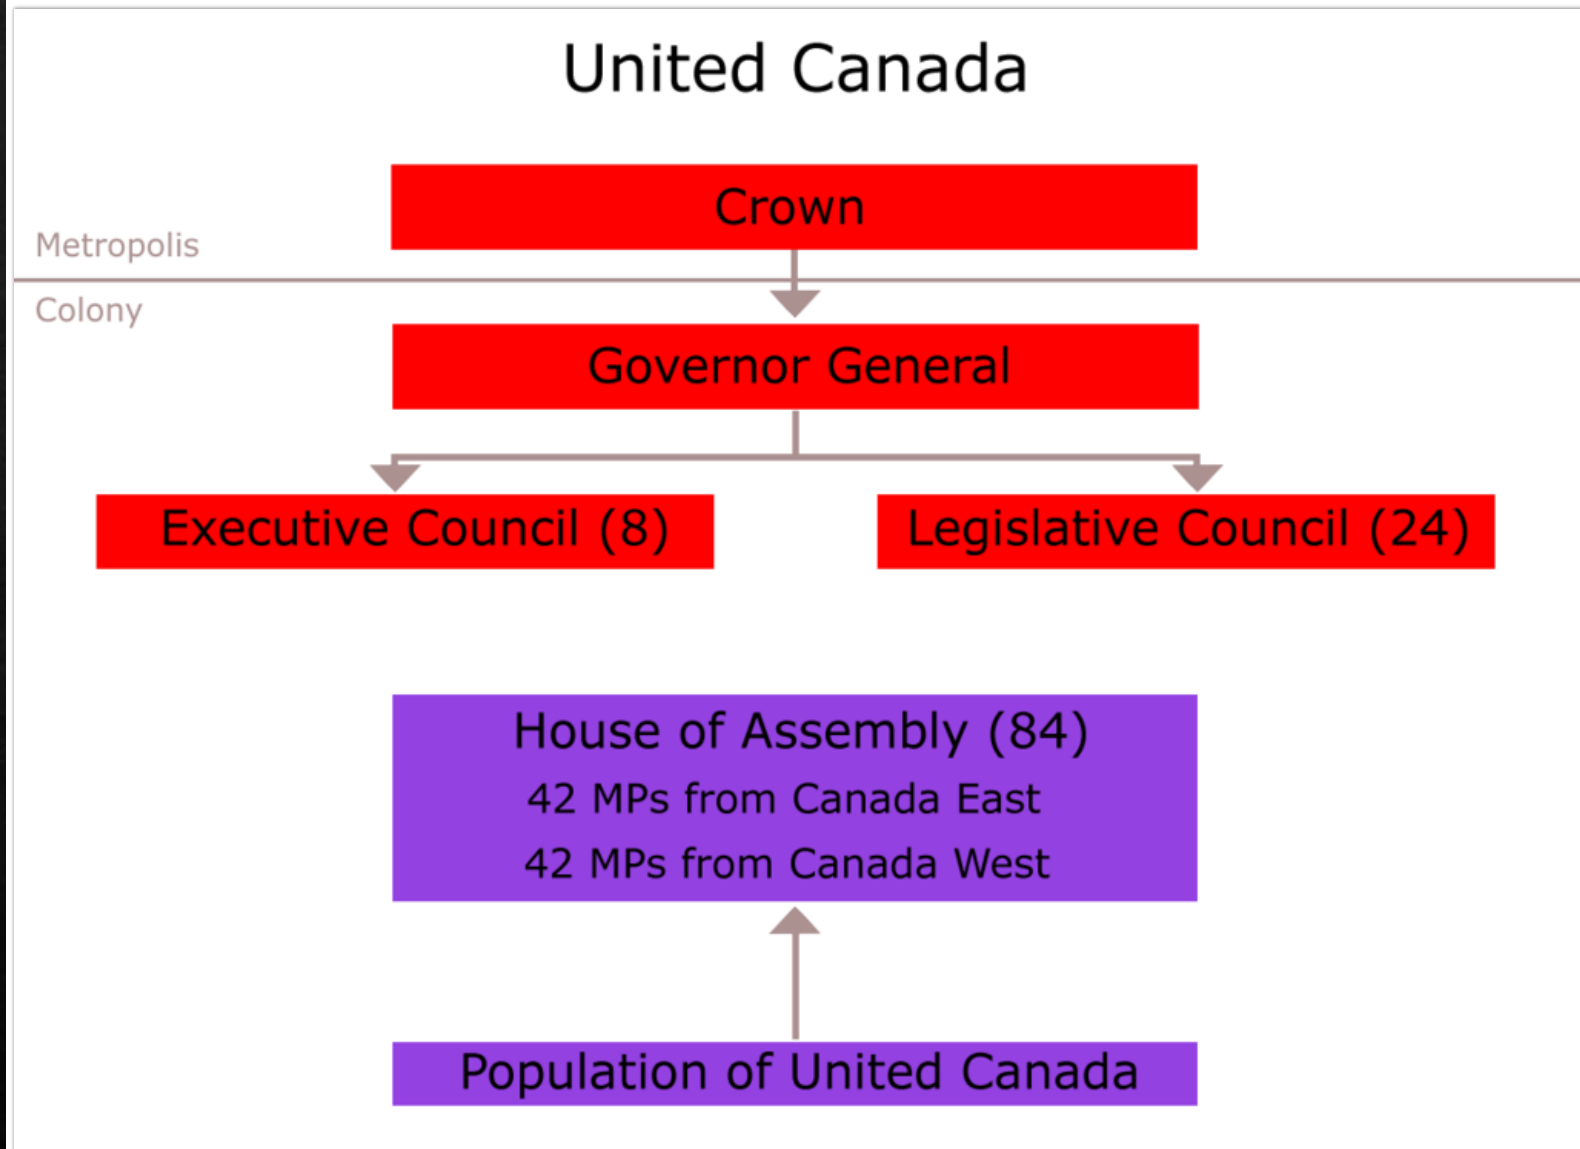 United Canada
Crown
Metropolis
Colony
Governor General
Executive Council (8)
Legislative Council (24)
House of Assembly (84)
42 MPs from Canada East
42 MPs from Canada West
Population of United Canada